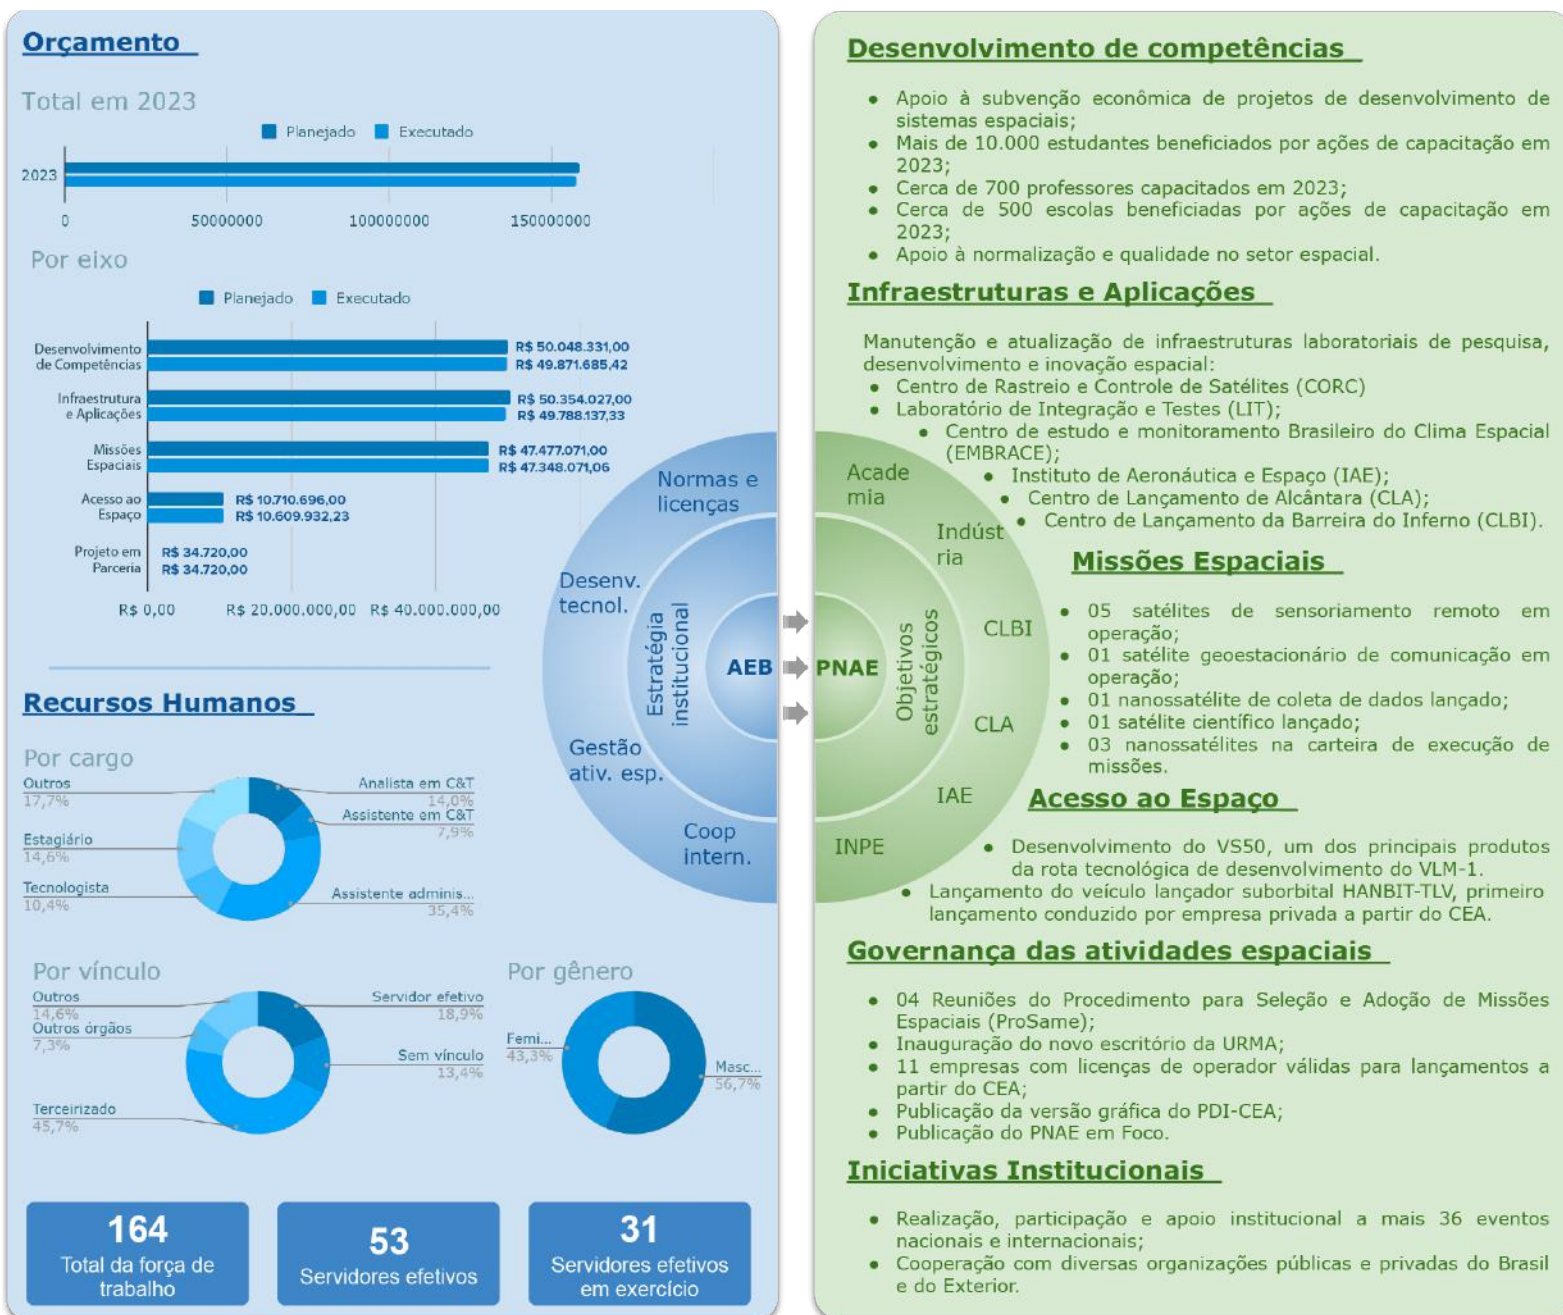 Orçamento
Total em 2023
Planejado Executado
2023
0 50000000 100000000 150000000
Por eixo
Planejado Executado
Desenvolvimento
de Competências
R$ 50.048.331,00
R$ 49.871.685,42
Infraestrutura
e Aplicações
R$ 50.354.027,00
R$ 49.788.137,33
Missões
Espaciais
R$ 47.477.071,00
R$ 47.348.071,06
Acesso ao
Espaço
R$ 10.710.696,00
R$ 10.609.932,23
Projeto em
Parceria
R$ 34.720,00
R$ 34.720,00
R$ 0,00 R$ 20.000.000,00 R$ 40.000.000,00
Recursos Humanos
Por cargo
Outros
17,7%
Estagiário
14,6%
Tecnologista
10,4%
Analista em C&T
14,0%
Assistente em C&T
7,9%
Assistente adminis...
35,4%
Por vínculo
Outros
14,6%
Outros órgãos
7,3%
Terceirizado
45,7%
Servidor efetivo
18,9%
Sem vínculo
13,4%
Por gênero
Femi...
43,3%
Masc...
56,7%
164
Total da força de
trabalho
53
Servidores efetivos
31
Servidores efetivos
em exercício
Normas e
licenças
Desenv.
tecnol.
Gestão
ativ. esp.
Coop
intern.
Estratégia
institucional
AEB
PNAE
Objetivos
estratégicos
Acade
mia
Indúst
ria
CLBI
CLA
IAE
INPE
Desenvolvimento de competências
• Apoio à subvenção econômica de projetos de desenvolvimento de
sistemas espaciais;
• Mais de 10.000 estudantes beneficiados por ações de capacitação em
2023;
• Cerca de 700 professores capacitados em 2023;
• Cerca de 500 escolas beneficiadas por ações de capacitação em
2023;
• Apoio à normalização e qualidade no setor espacial.
Infraestruturas e Aplicações
Manutenção e atualização de infraestruturas laboratoriais de pesquisa,
desenvolvimento e inovação espacial:
• Centro de Rastreio e Controle de Satélites (CORC)
• Laboratório de Integração e Testes (LIT);
• Centro de estudo e monitoramento Brasileiro do Clima Espacial
(EMBRACE);
• Instituto de Aeronáutica e Espaço (IAE);
• Centro de Lançamento de Alcântara (CLA);
• Centro de Lançamento da Barreira do Inferno (CLBI).
Missões Espaciais
• 05 satélites de sensoriamento remoto em
operação;
• 01 satélite geoestacionário de comunicação em
operação;
• 01 nanossatélite de coleta de dados lançado;
• 01 satélite científico lançado;
• 03 nanossatélites na carteira de execução de
missões.
Acesso ao Espaço
• Desenvolvimento do VS50, um dos principais produtos
da rota tecnológica de desenvolvimento do VLM-1.
• Lançamento do veículo lançador suborbital HANBIT-TLV, primeiro
lançamento conduzido por empresa privada a partir do CEA.
Governança das atividades espaciais
• 04 Reuniões do Procedimento para Seleção e Adoção de Missões
Espaciais (ProSame);
• Inauguração do novo escritório da URMA;
• 11 empresas com licenças de operador válidas para lançamentos a
partir do CEA;
• Publicação da versão gráfica do PDI-CEA;
• Publicação do PNAE em Foco.
Iniciativas Institucionais
• Realização, participação e apoio institucional a mais 36 eventos
nacionais e internacionais;
• Cooperação com diversas organizações públicas e privadas do Brasil
e do Exterior.